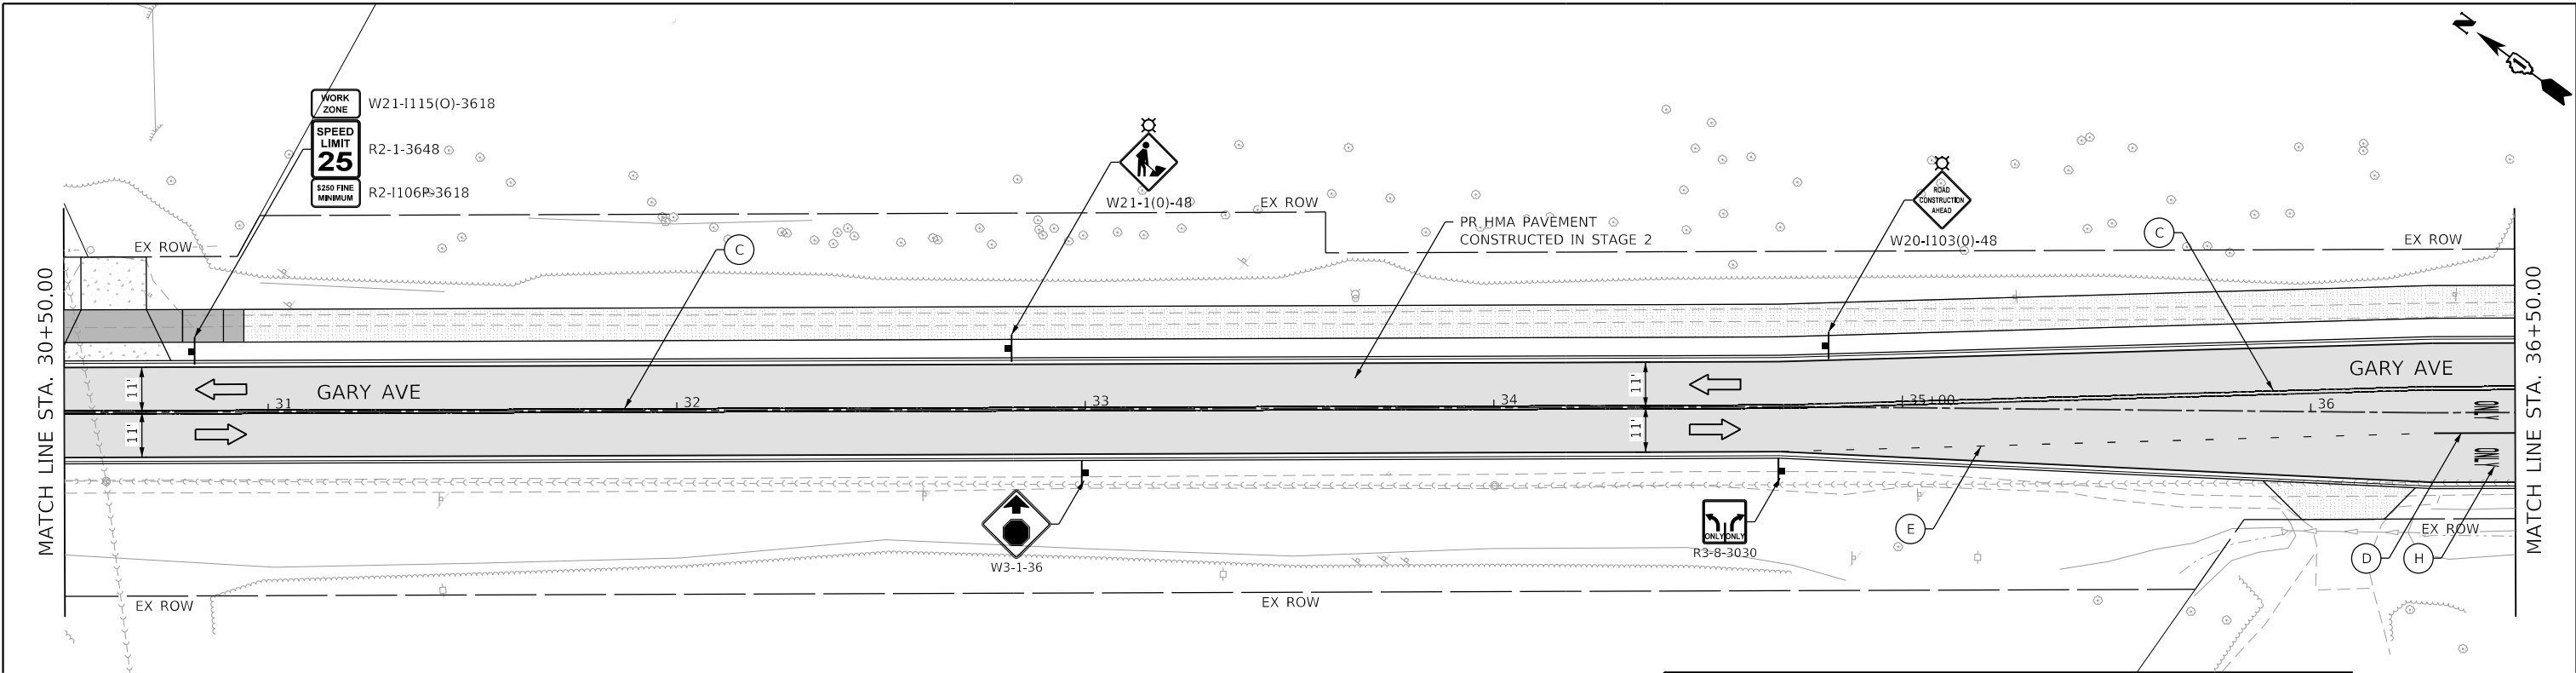 N
1
WORK
ZONE
W21-I115(O)-3618
SPEED
LIMIT
25
R2-1-3648
$250 FINE
MINIMUM
R2-I106P-3618
W21-1(0)-48
EX ROW
PR HMA PAVEMENT
CONSTRUCTED IN STAGE 2
ROAD
CONSTRUCTION
AHEAD
W20-I103(0)-48
C
EX ROW
EX ROW
C
MATCH LINE STA. 30+50.00
GARY AVE
GARY AVE
11'
11'
11'
11'
31
32
33
34
35+00
36
MATCH LINE STA. 36+50.00
W3-1-36
ONLY ONLY
R3-8-3030
E
D
H
EX ROW
EX ROW
EX ROW